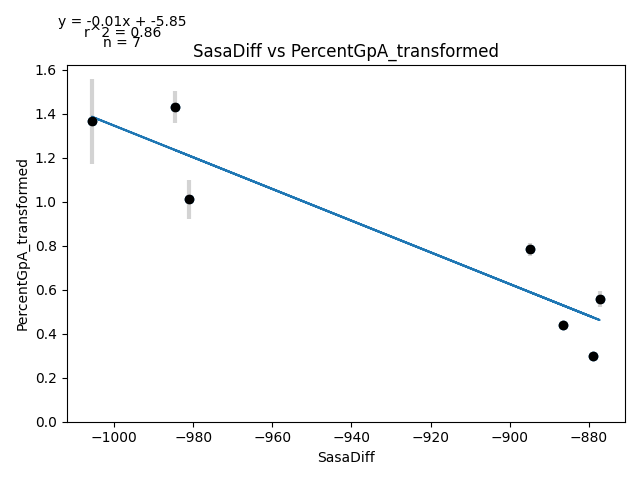 y = -0.01x + -5.85
r^2 = 0.86
n = 7
SasaDiff vs PercentGpA_transformed
PercentGpA_transformed
1.6
1.4
1.2
1.0
0.8
0.6
0.4
0.2
0.0
−1000 −980 −960 −940 −920 −900 −880
SasaDiff